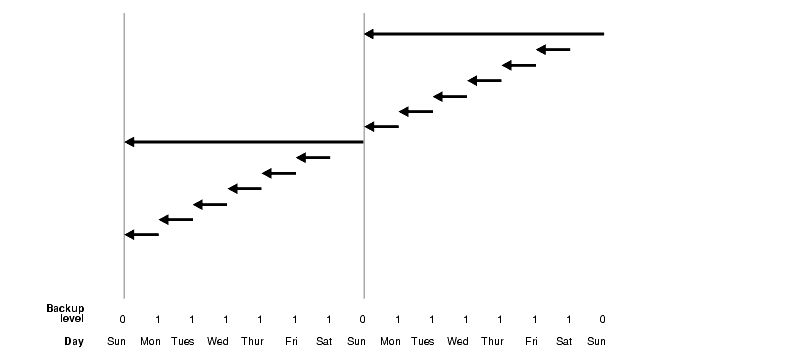 Backup
level 0 1 1 1 1 1 1 0 1 1 1 1 1 1 0
Day Sun Mon Tues Wed Thur Fri Sat Sun Mon Tues Wed Thur Fri Sat Sun